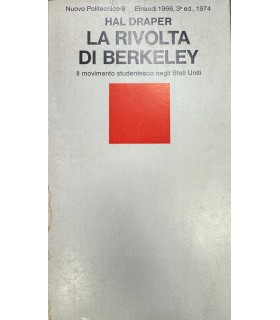 Nuovo Politecnico 6 Einaudi 1966, 3ª ed., 1974
HAL DRAPER
LA RIVOLTA
DI BERKELEY
Il movimento studentesco negli Stati Uniti